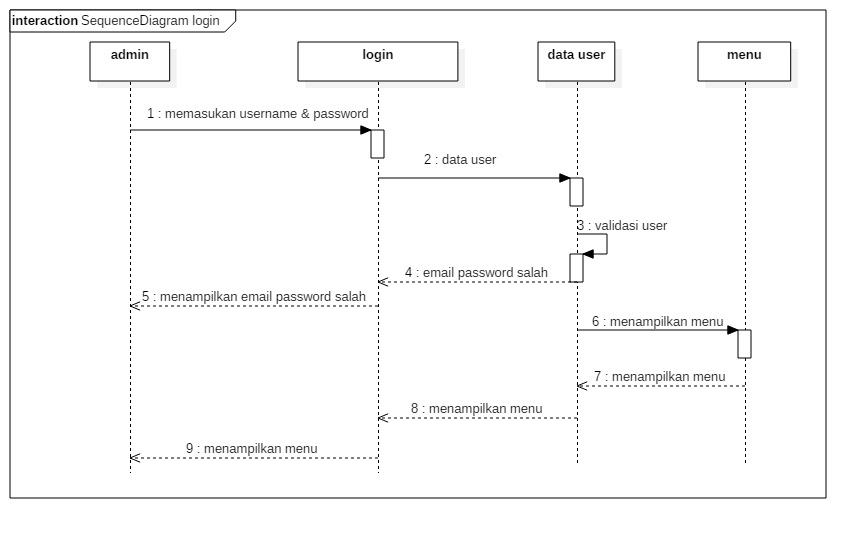 interaction SequenceDiagram login
admin
login
data user
menu
1 : memasukan username & password
2 : data user
3 : validasi user
4 : email password salah
5 : menampilkan email password salah
6 : menampilkan menu
7 : menampilkan menu
8 : menampilkan menu
9 : menampilkan menu